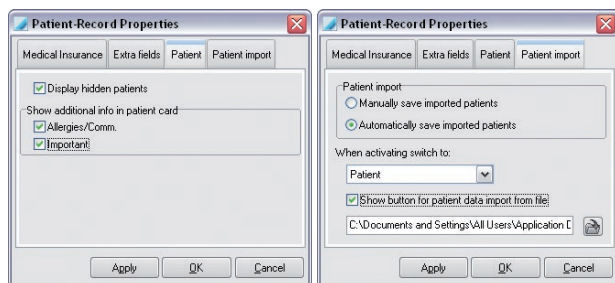 Patient-Record Properties
Medical Insurance Extra fields Patient Patient import
Display hidden patients
Show additional info in patient card
Allergies/Comm.
Important
Apply OK Cancel
Patient-Record Properties
Medical Insurance Extra fields Patient Patient import
Patient import
Manually save imported patients
Automatically save imported patients
When activating switch to:
Patient
Show button for patient data import from file
C:\Documents and Settings\All Users\Application D
Apply OK Cancel